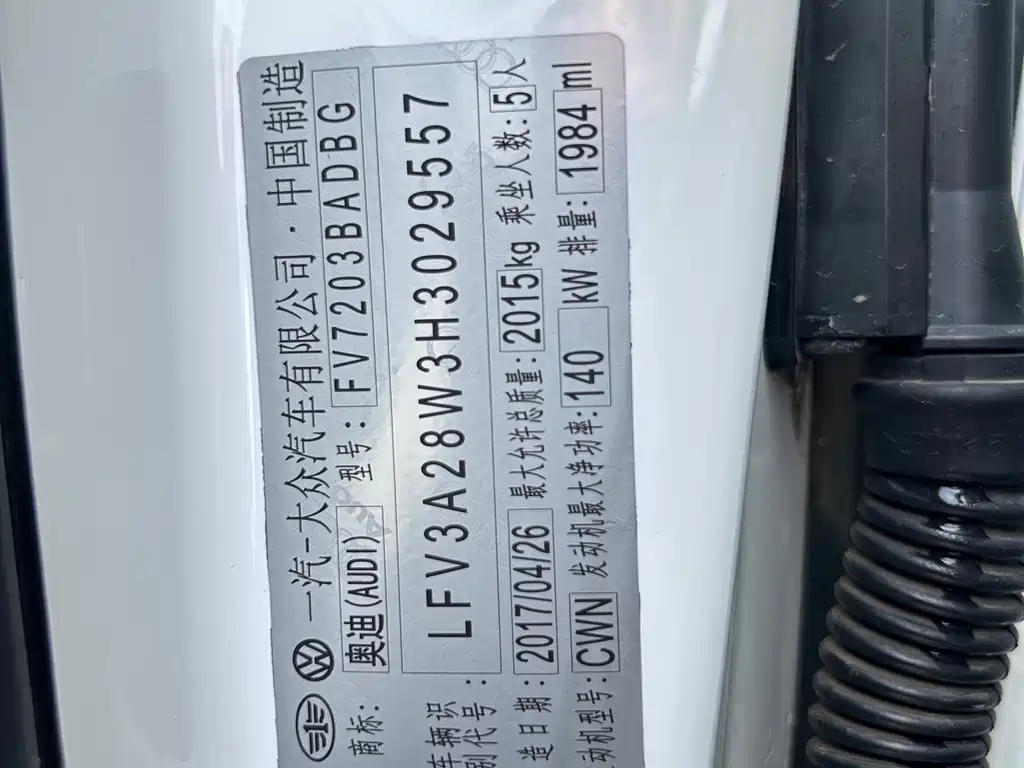 一汽-大众汽车有限公司·中国制造
商标: 奥迪(AUDI) 型号: FV7203BADBG
车辆识别代号: LFV3A28W3H3029557
造日期: 2017/04/26 最大允许总质量: 2015kg 乘坐人数: 5人
发动机型号: CWN 发动机最大净功率: 140 kW 排量: 1984 ml